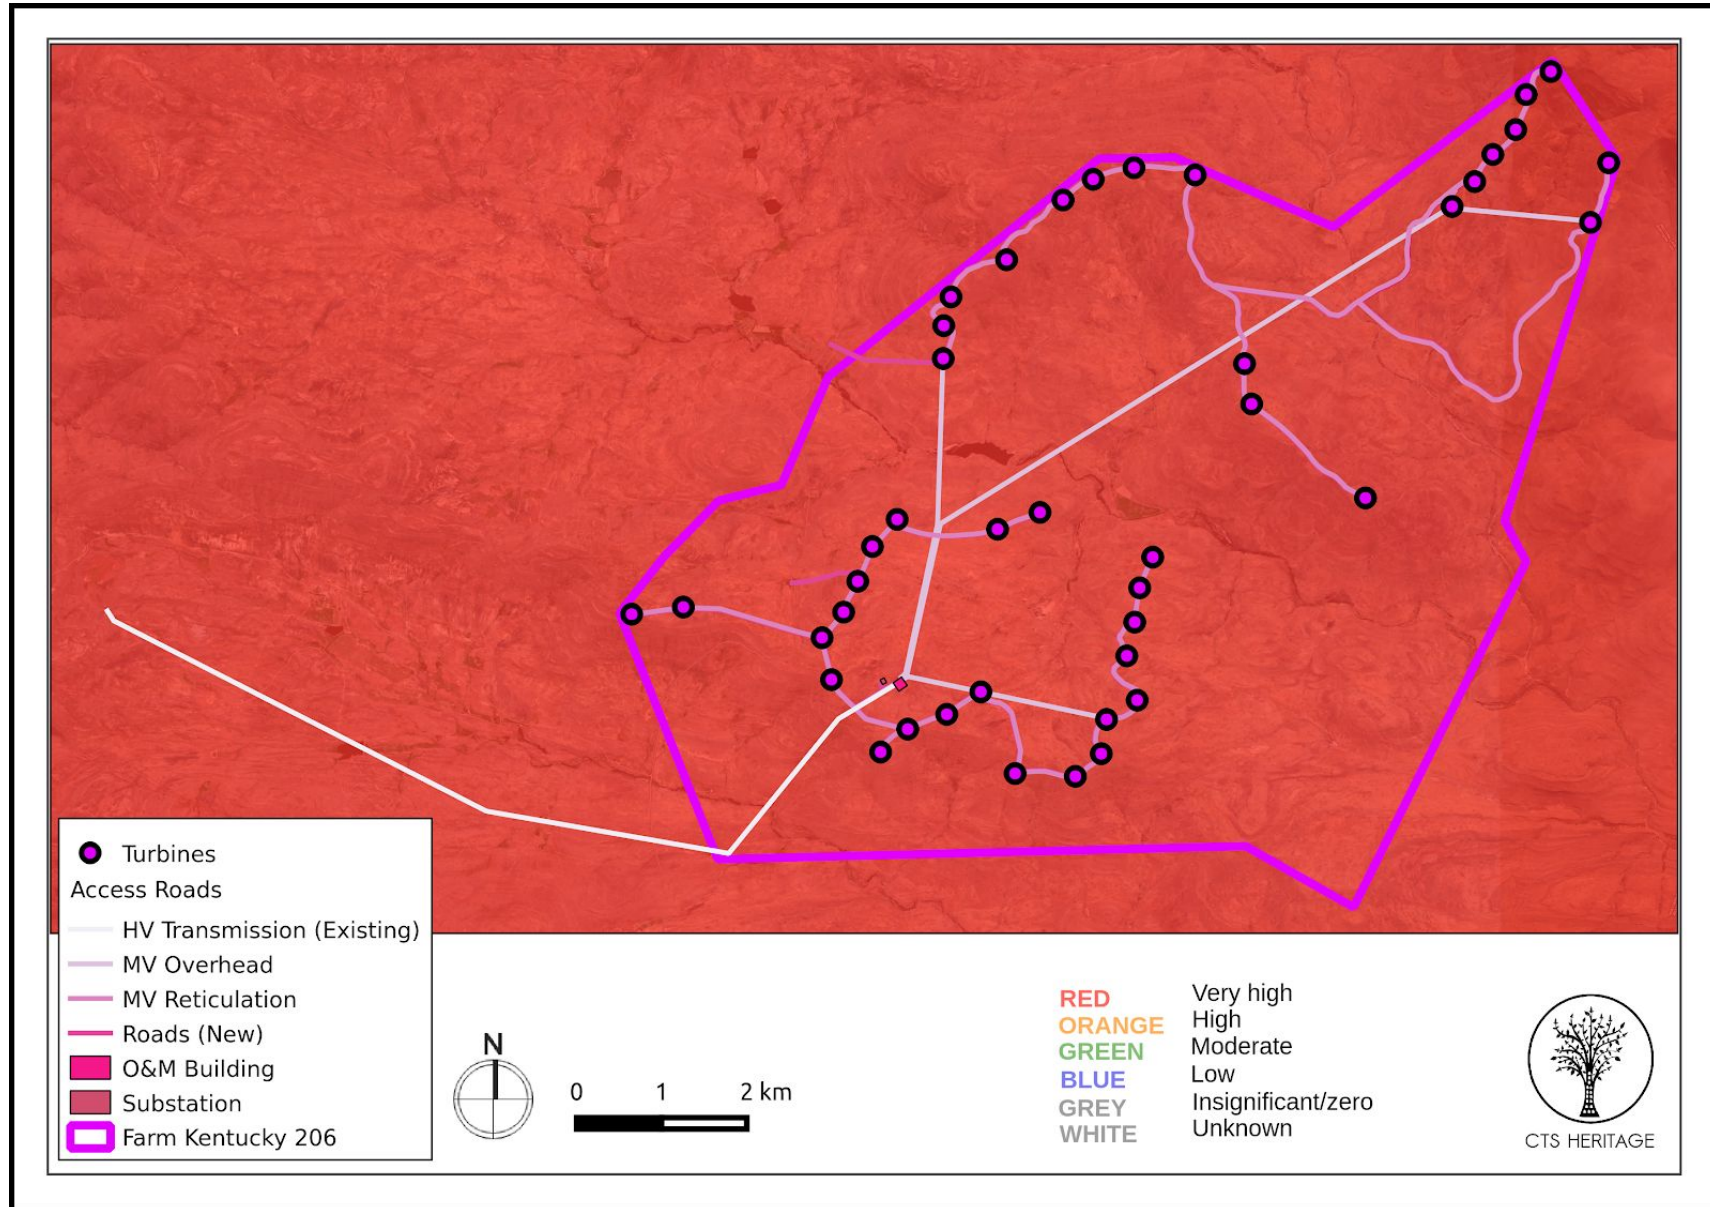 Turbines
Access Roads
HV Transmission (Existing)
MV Overhead
MV Reticulation
Roads (New)
O&M Building
Substation
Farm Kentucky 206
N
0 1 2 km
RED Very high
ORANGE High
GREEN Moderate
BLUE Low
GREY Insignificant/zero
WHITE Unknown
CTS HERITAGE